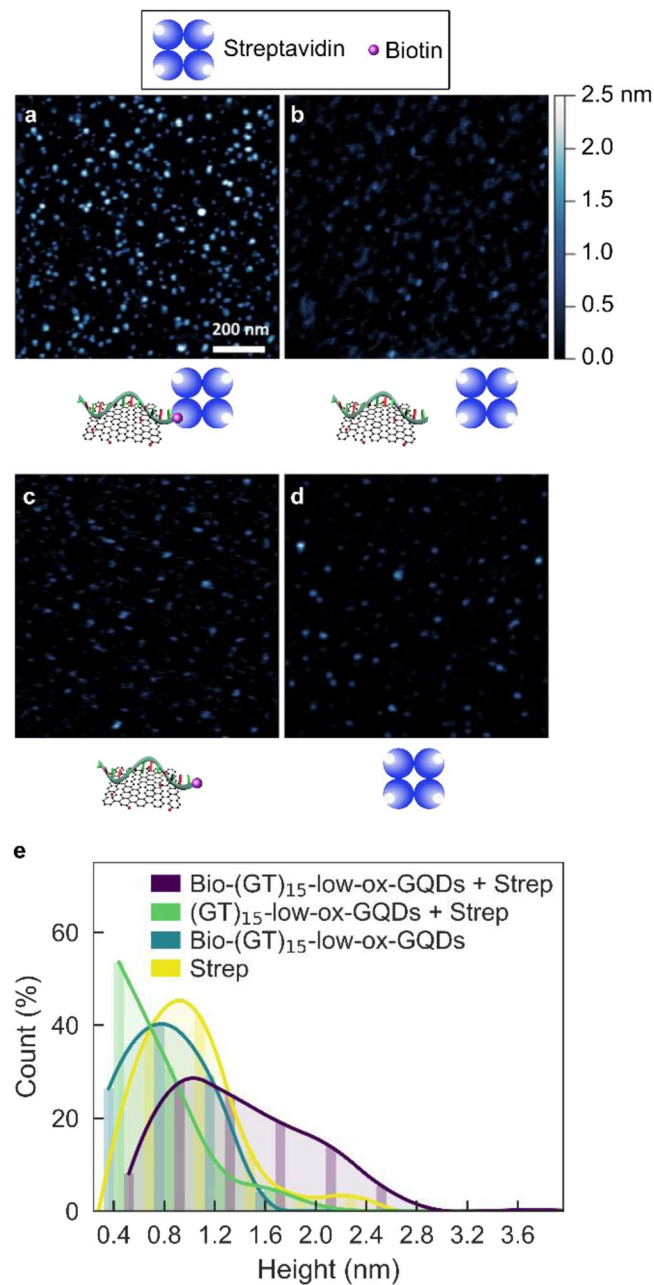 Streptavidin Biotin
a b
2.5 nm
2.0
1.5
1.0
0.5
0.0
200 nm
c d
e
Bio-(GT)₁₅-low-ox-GQDs + Strep
(GT)₁₅-low-ox-GQDs + Strep
Bio-(GT)₁₅-low-ox-GQDs
Strep
Count (%)
60
40
20
0
0.4 0.8 1.2 1.6 2.0 2.4 2.8 3.2 3.6
Height (nm)